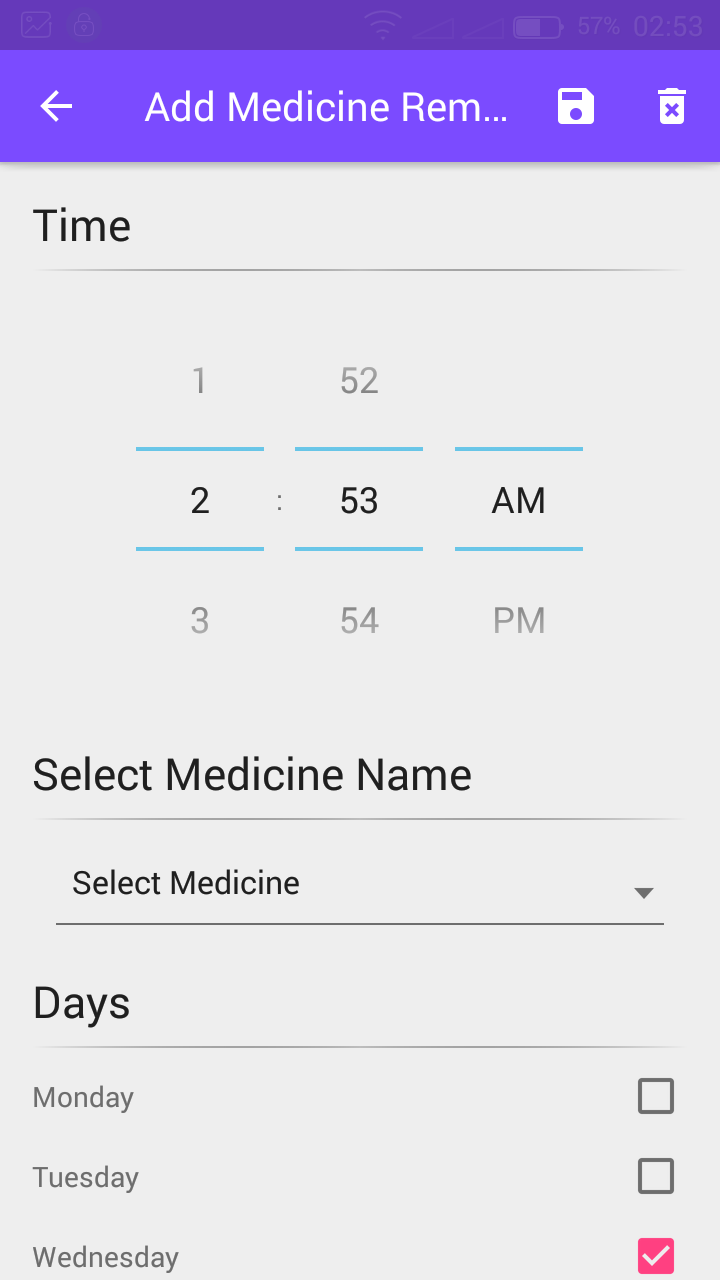 57% 02:53
Add Medicine Rem...
Time
1 52
2 : 53 AM
3 54 PM
Select Medicine Name
Select Medicine
Days
Monday
Tuesday
Wednesday